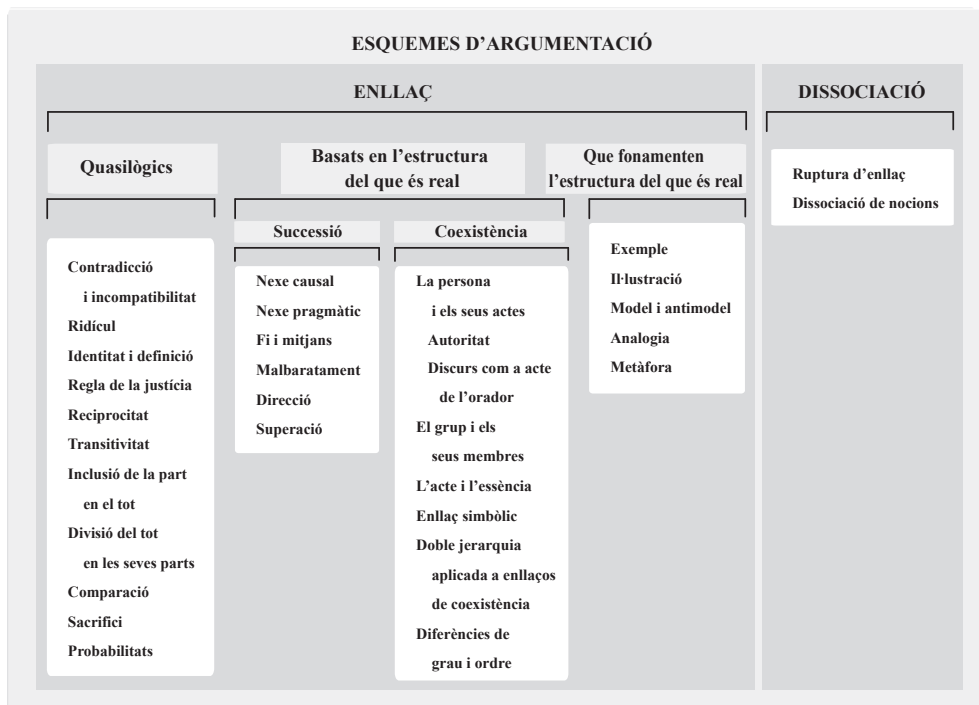 ESQUEMES D’ARGUMENTACIÓ
ENLLAÇ
Quasilògics
Contradicció
i incompatibilitat
Ridícul
Identitat i definició
Regla de la justícia
Reciprocitat
Transitivitat
Inclusió de la part
en el tot
Divisió del tot
en les seves parts
Comparació
Sacrifici
Probabilitats
Basats en l’estructura
del que és real
Successió
Nexe causal
Nexe pragmàtic
Fi i mitjans
Malbaratament
Direcció
Superació
Coexistència
La persona
i els seus actes
Autoritat
Discurs com a acte
de l’orador
El grup i els
seus membres
L’acte i l’essència
Enllaç simbòlic
Doble jerarquia
aplicada a enllaços
de coexistència
Diferències de
grau i ordre
Que fonamenten
l’estructura del que és real
Exemple
Il·lustració
Model i antimodel
Analogia
Metàfora
DISSOCIACIÓ
Ruptura d’enllaç
Dissociació de nocions